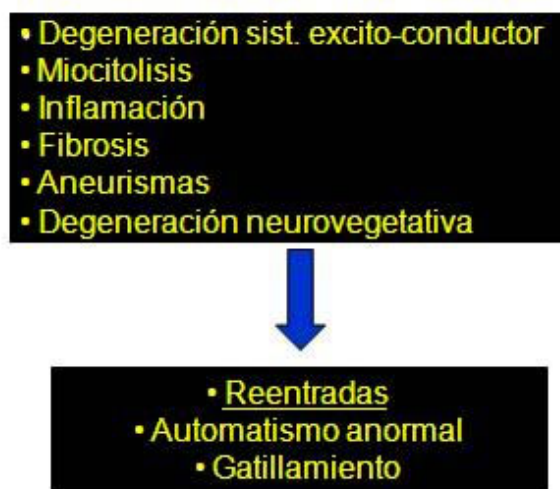 • Degeneración sist. excito-conductor
• Miocitolisis
• Inflamación
• Fibrosis
• Aneurismas
• Degeneración neurovegetativa
• Reentradas
• Automatismo anormal
• Gatillamiento